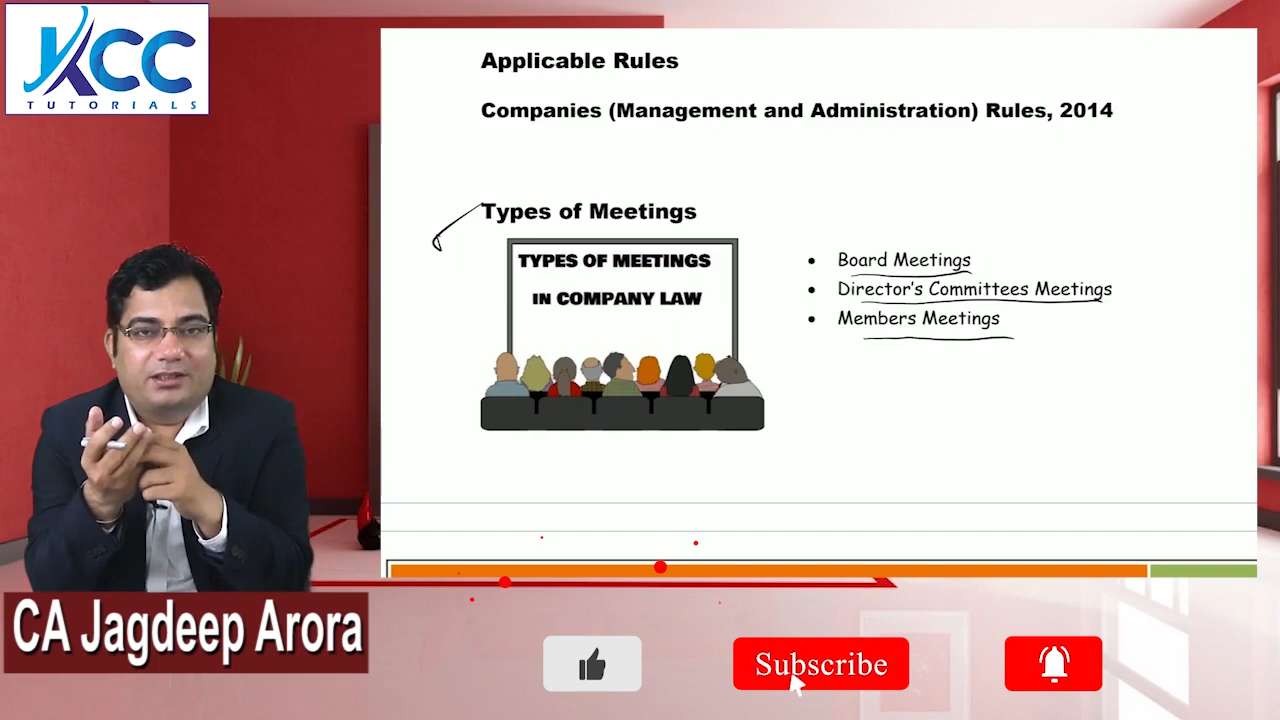 KCC
TUTORIALS
Applicable Rules
Companies (Management and Administration) Rules, 2014
Types of Meetings
TYPES OF MEETINGS
IN COMPANY LAW
• Board Meetings
• Director's Committees Meetings
• Members Meetings
CA Jagdeep Arora
Subscribe